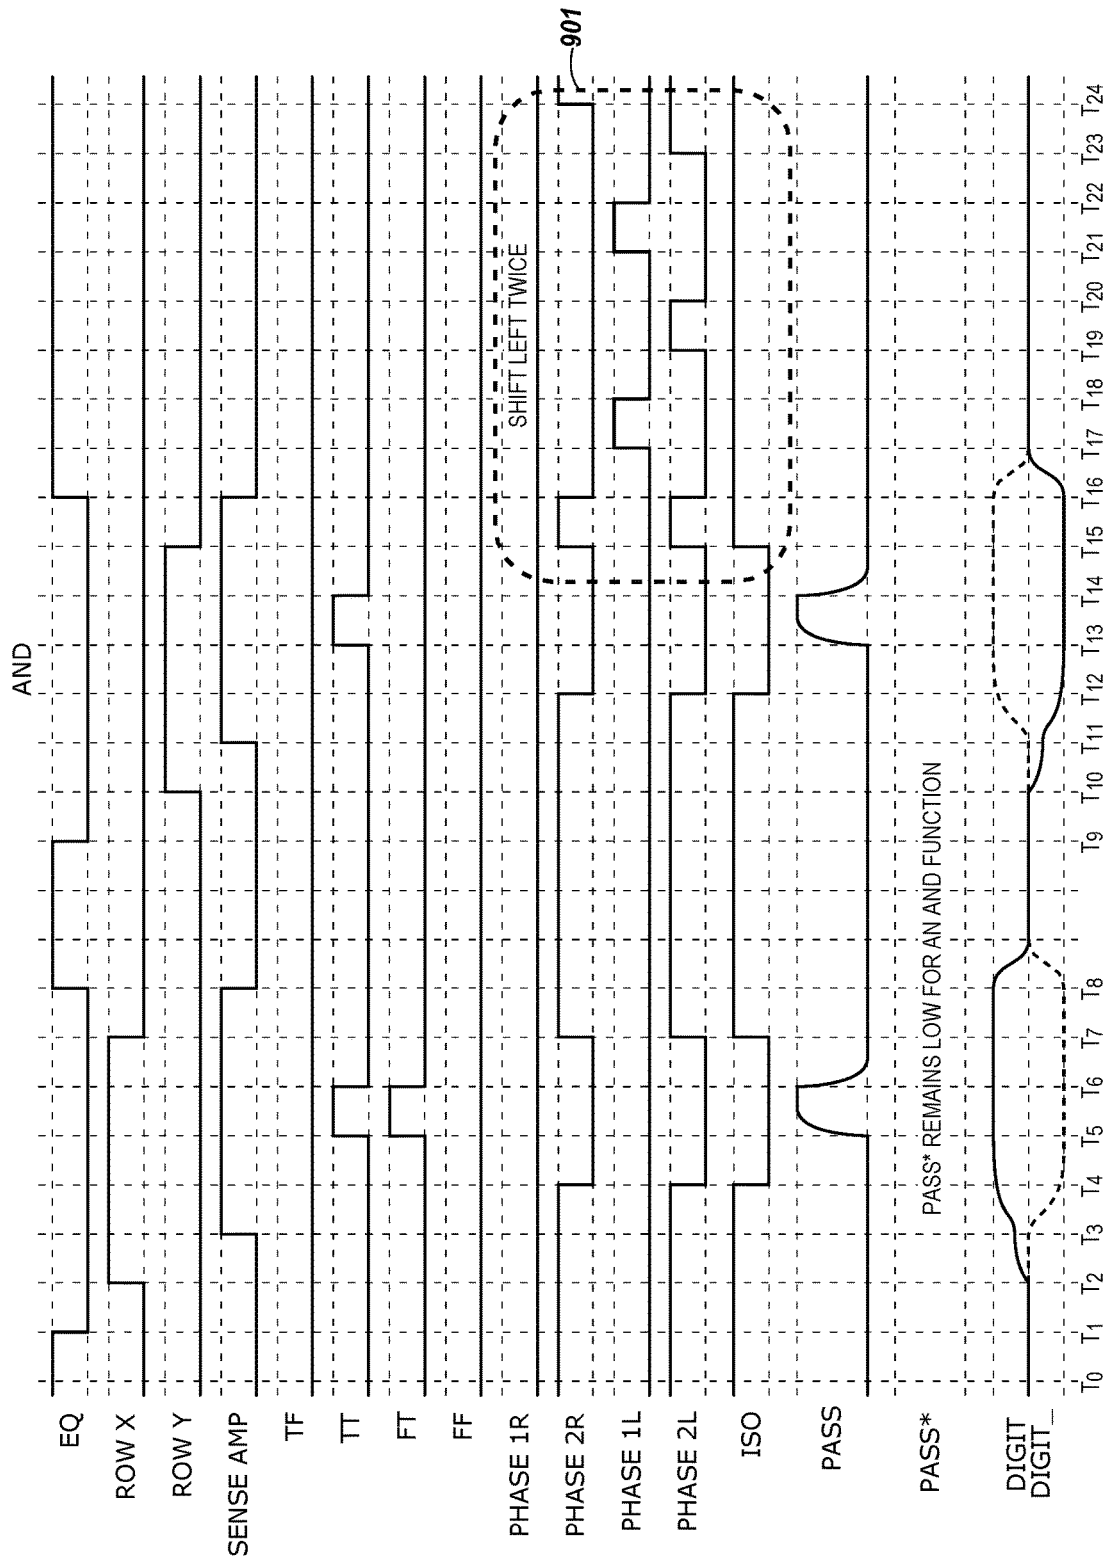 AND
EQ
ROW X
ROW Y
SENSE AMP
TF
TT
FT
FF
PHASE 1R
PHASE 2R
PHASE 1L
PHASE 2L
ISO
PASS
PASS*
DIGIT
DIGIT_
SHIFT LEFT TWICE
901
PASS* REMAINS LOW FOR AN AND FUNCTION
T0 T1 T2 T3 T4 T5 T6 T7 T8 T9 T10 T11 T12 T13 T14 T15 T16 T17 T18 T19 T20 T21 T22 T23 T24